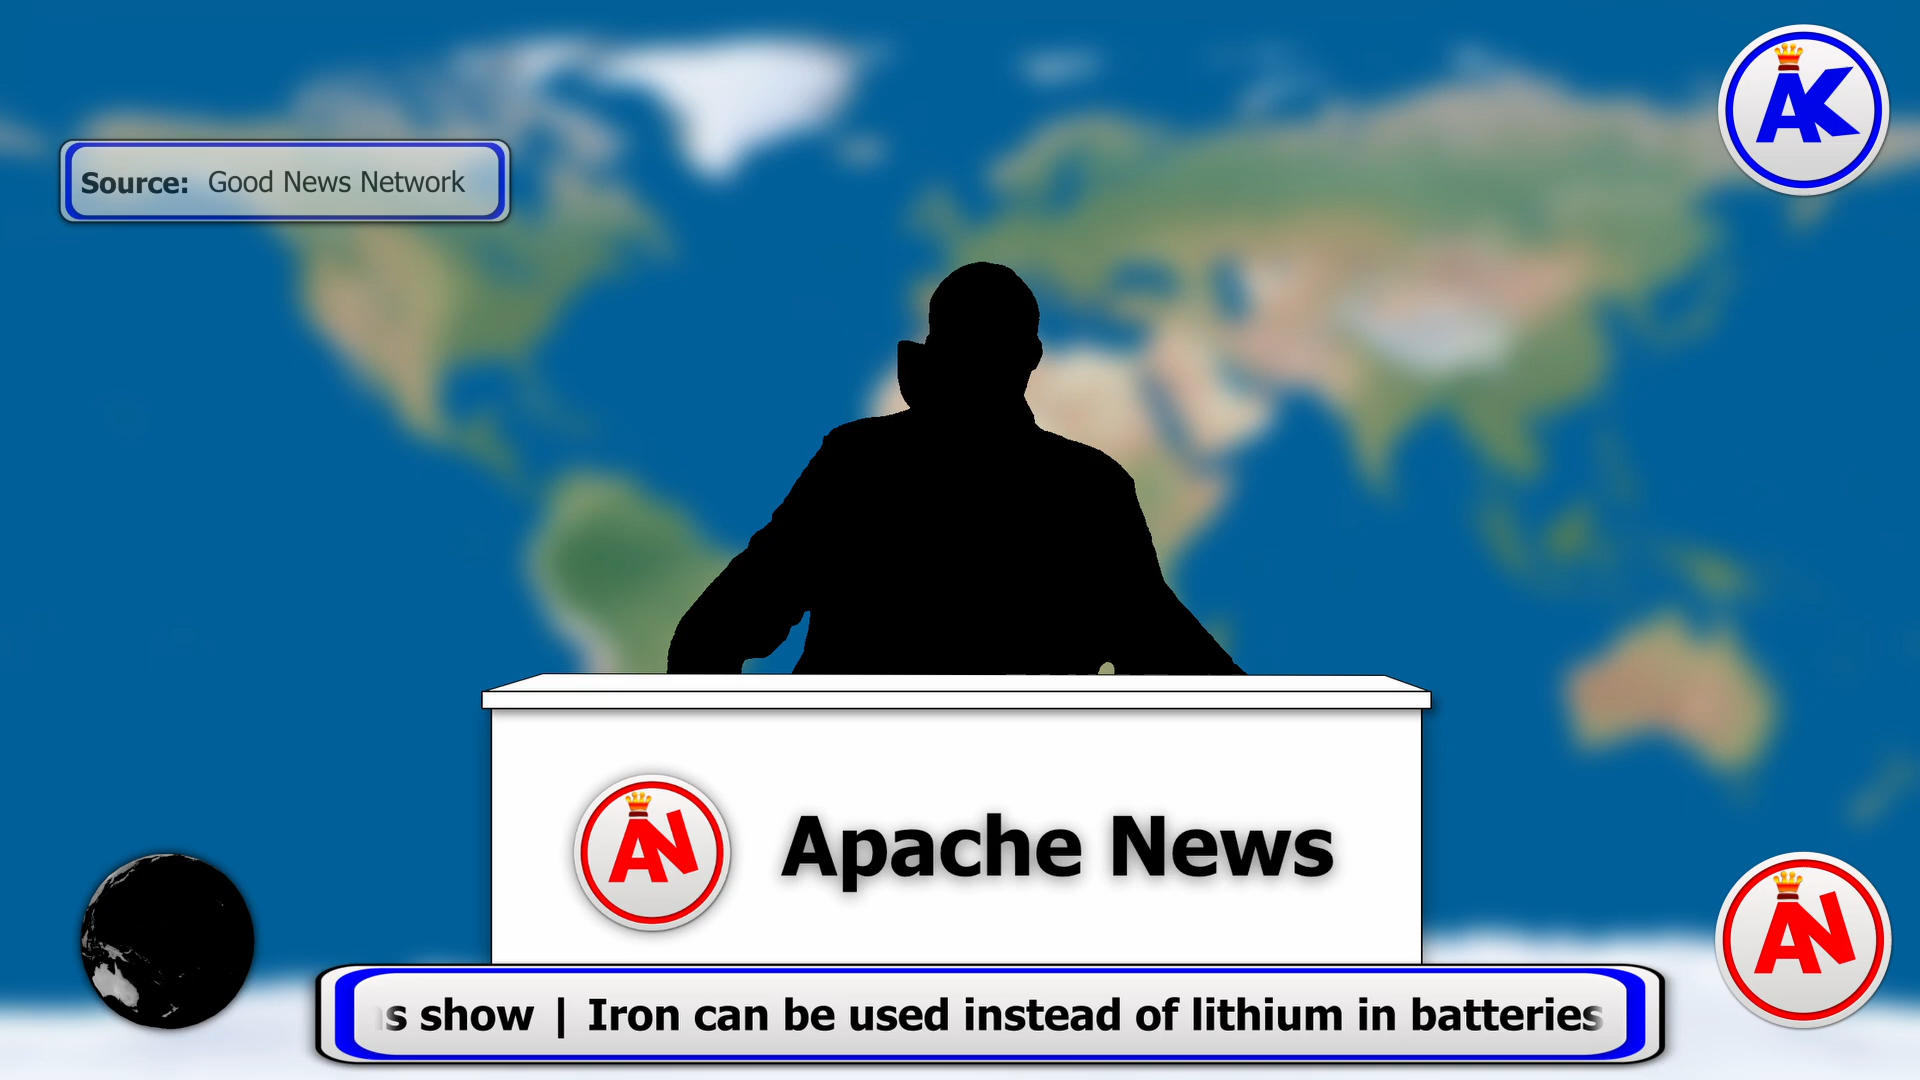 AK
Source: Good News Network
AN Apache News
AN
s show | Iron can be used instead of lithium in batteries